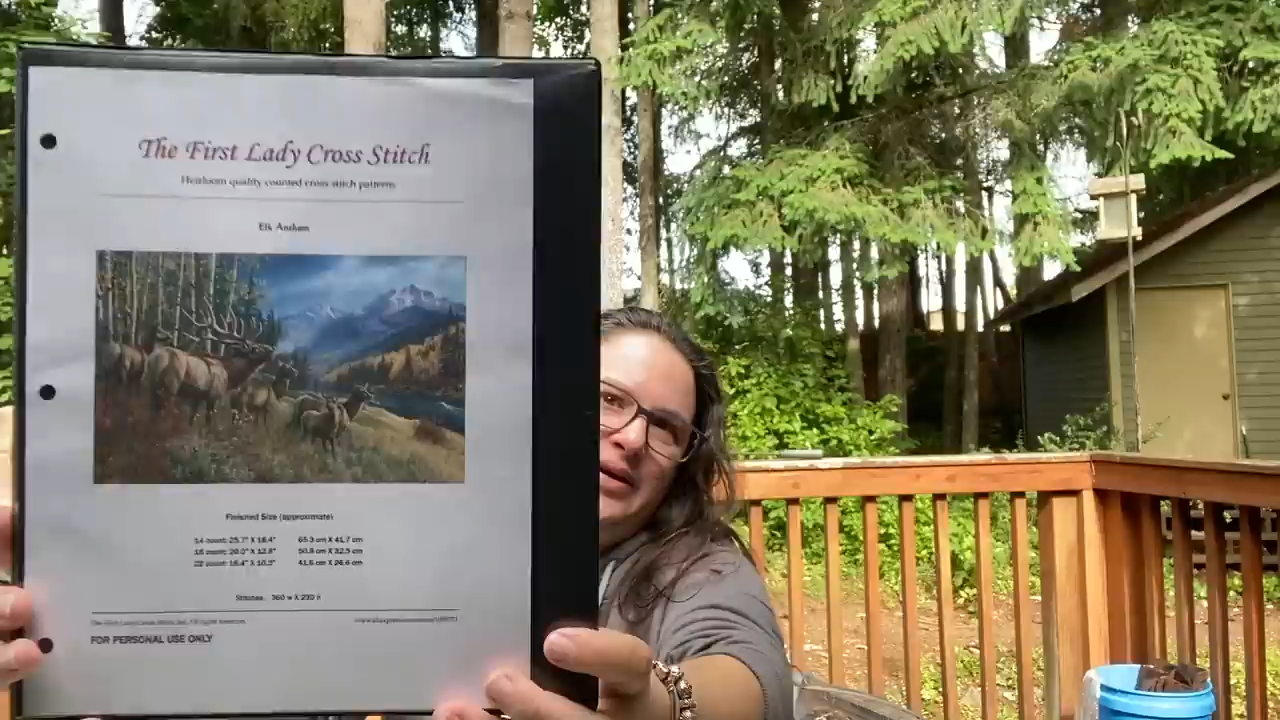 The First Lady Cross Stitch
Heirloom quality counted cross stitch patterns
Elk Anthem
Finished Size (approximate)
14 count: 25.7" X 16.4" 65.3 cm X 41.7 cm
18 count: 20.0" X 12.8" 50.8 cm X 32.5 cm
22 count: 16.4" X 10.5" 41.6 cm X 26.6 cm
Stitches: 360 w X 230 h
FOR PERSONAL USE ONLY